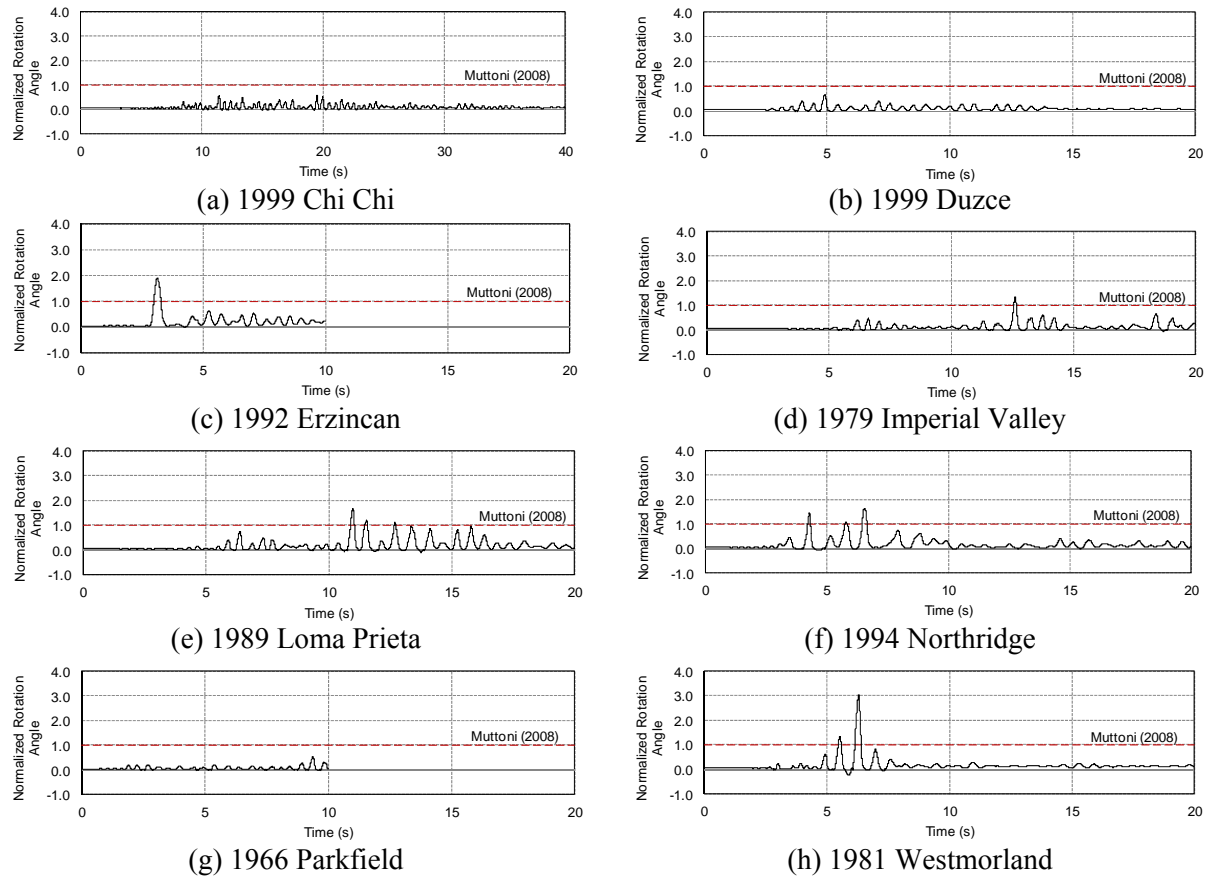 Normalized Rotation
Angle
4.0
3.0
2.0
1.0
0.0
-1.0
Muttoni (2008)
0 10 20 30 40
Time (s)
(a) 1999 Chi Chi
Normalized Rotation
Angle
4.0
3.0
2.0
1.0
0.0
-1.0
Muttoni (2008)
0 5 10 15 20
Time (s)
(b) 1999 Duzce
Normalized Rotation
Angle
4.0
3.0
2.0
1.0
0.0
-1.0
Muttoni (2008)
0 5 10 15 20
Time (s)
(c) 1992 Erzincan
Normalized Rotation
Angle
4.0
3.0
2.0
1.0
0.0
-1.0
Muttoni (2008)
0 5 10 15 20
Time (s)
(d) 1979 Imperial Valley
Normalized Rotation
Angle
4.0
3.0
2.0
1.0
0.0
-1.0
Muttoni (2008)
0 5 10 15 20
Time (s)
(e) 1989 Loma Prieta
Normalized Rotation
Angle
4.0
3.0
2.0
1.0
0.0
-1.0
Muttoni (2008)
0 5 10 15 20
Time (s)
(f) 1994 Northridge
Normalized Rotation
Angle
4.0
3.0
2.0
1.0
0.0
-1.0
Muttoni (2008)
0 5 10 15 20
Time (s)
(g) 1966 Parkfield
Normalized Rotation
Angle
4.0
3.0
2.0
1.0
0.0
-1.0
Muttoni (2008)
0 5 10 15 20
Time (s)
(h) 1981 Westmorland